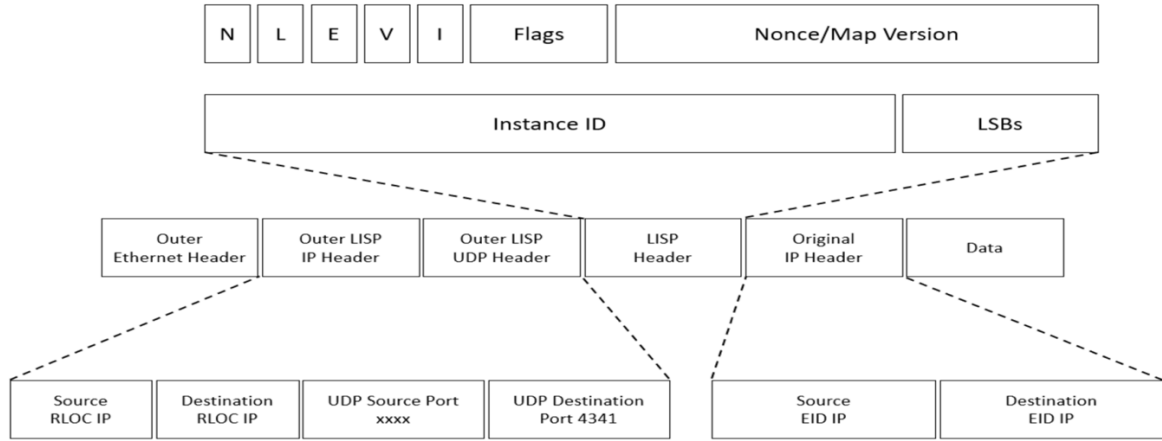 N L E V I Flags Nonce/Map Version
Instance ID LSBs
Outer
Ethernet Header
Outer LISP
IP Header
Outer LISP
UDP Header
LISP
Header
Original
IP Header
Data
Source
RLOC IP
Destination
RLOC IP
UDP Source Port
xxxx
UDP Destination
Port 4341
Source
EID IP
Destination
EID IP